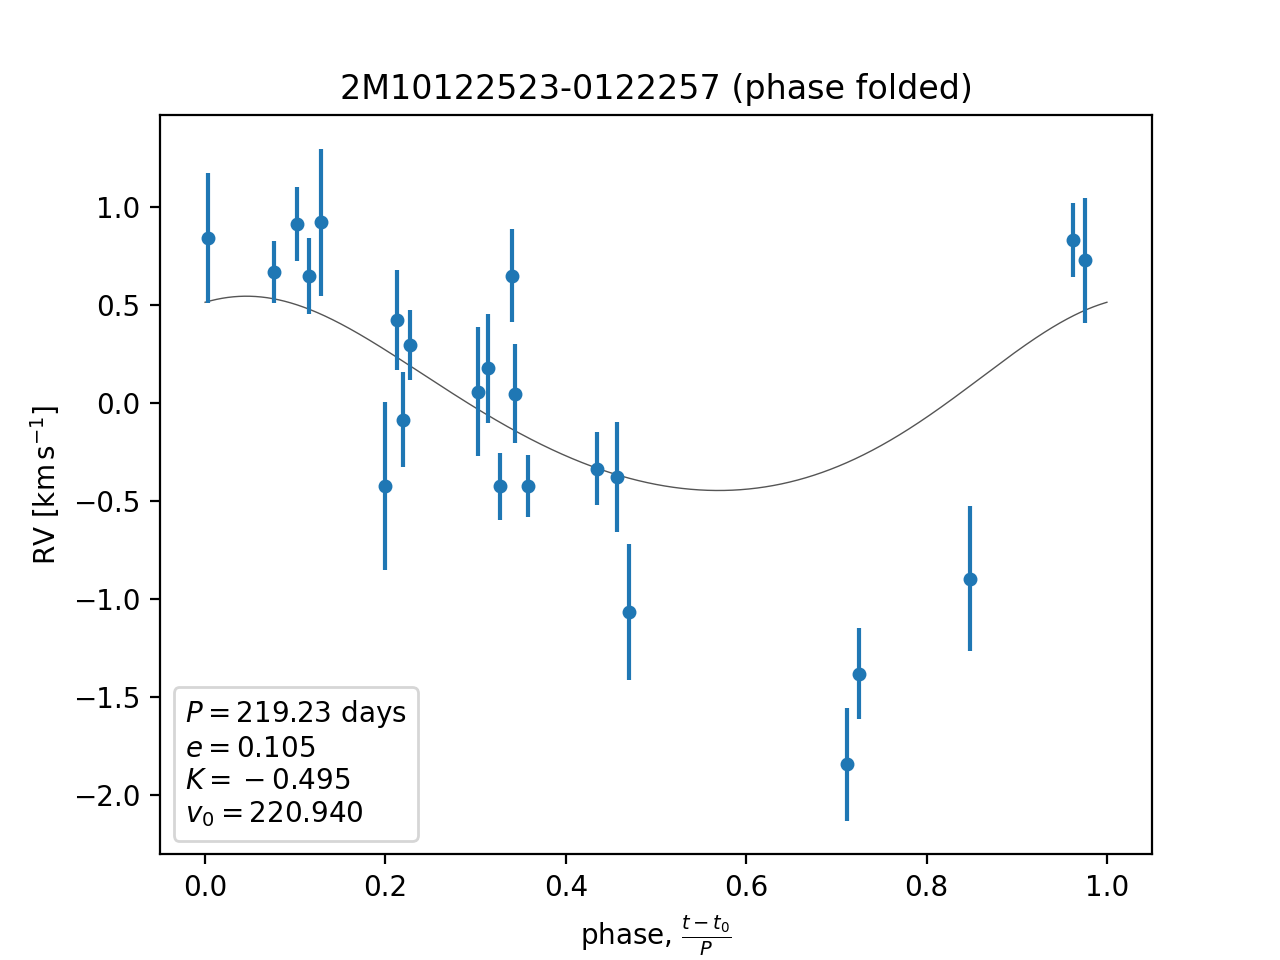 2M10122523-0122257 (phase folded)
RV [km s⁻¹]
1.0
0.5
0.0
−0.5
−1.0
−1.5
−2.0
P = 219.23 days
e = 0.105
K = −0.495
v₀ = 220.940
0.0 0.2 0.4 0.6 0.8 1.0
phase, (t − t₀)/P